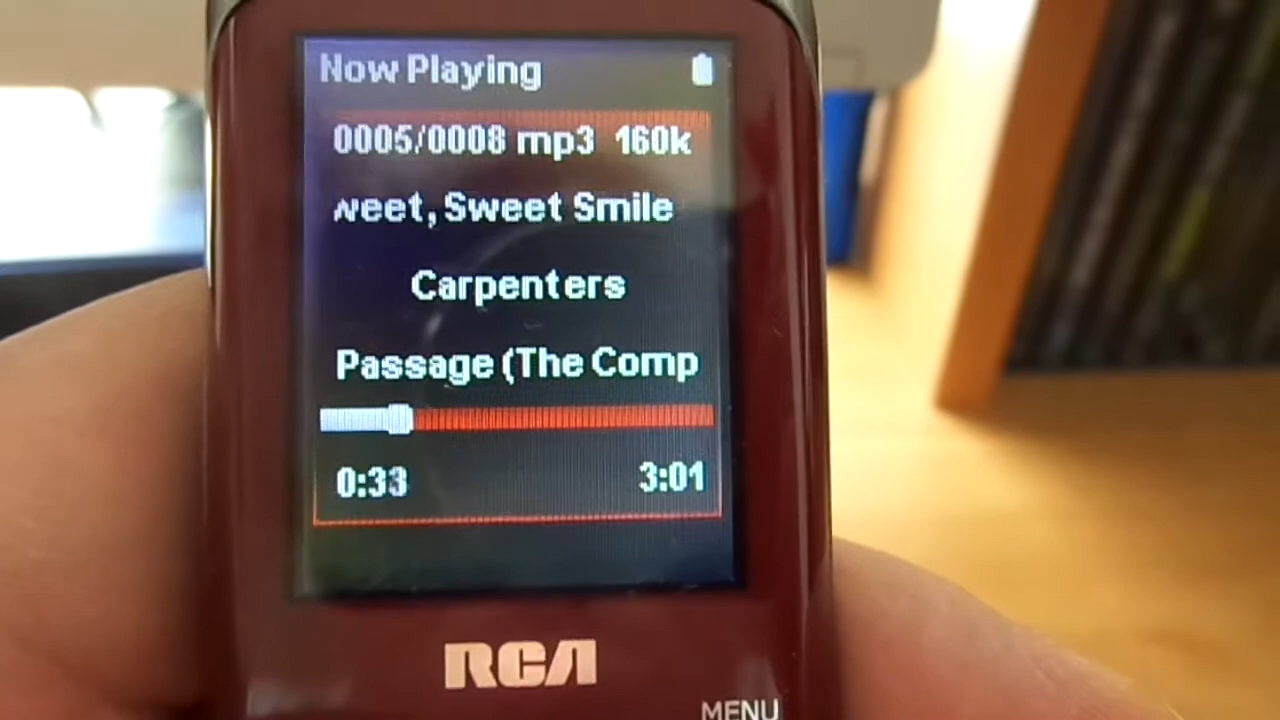 Now Playing
0005/0008 mp3 160k
weet, Sweet Smile
Carpenters
Passage (The Comp
0:33 3:01
RCA
MENU